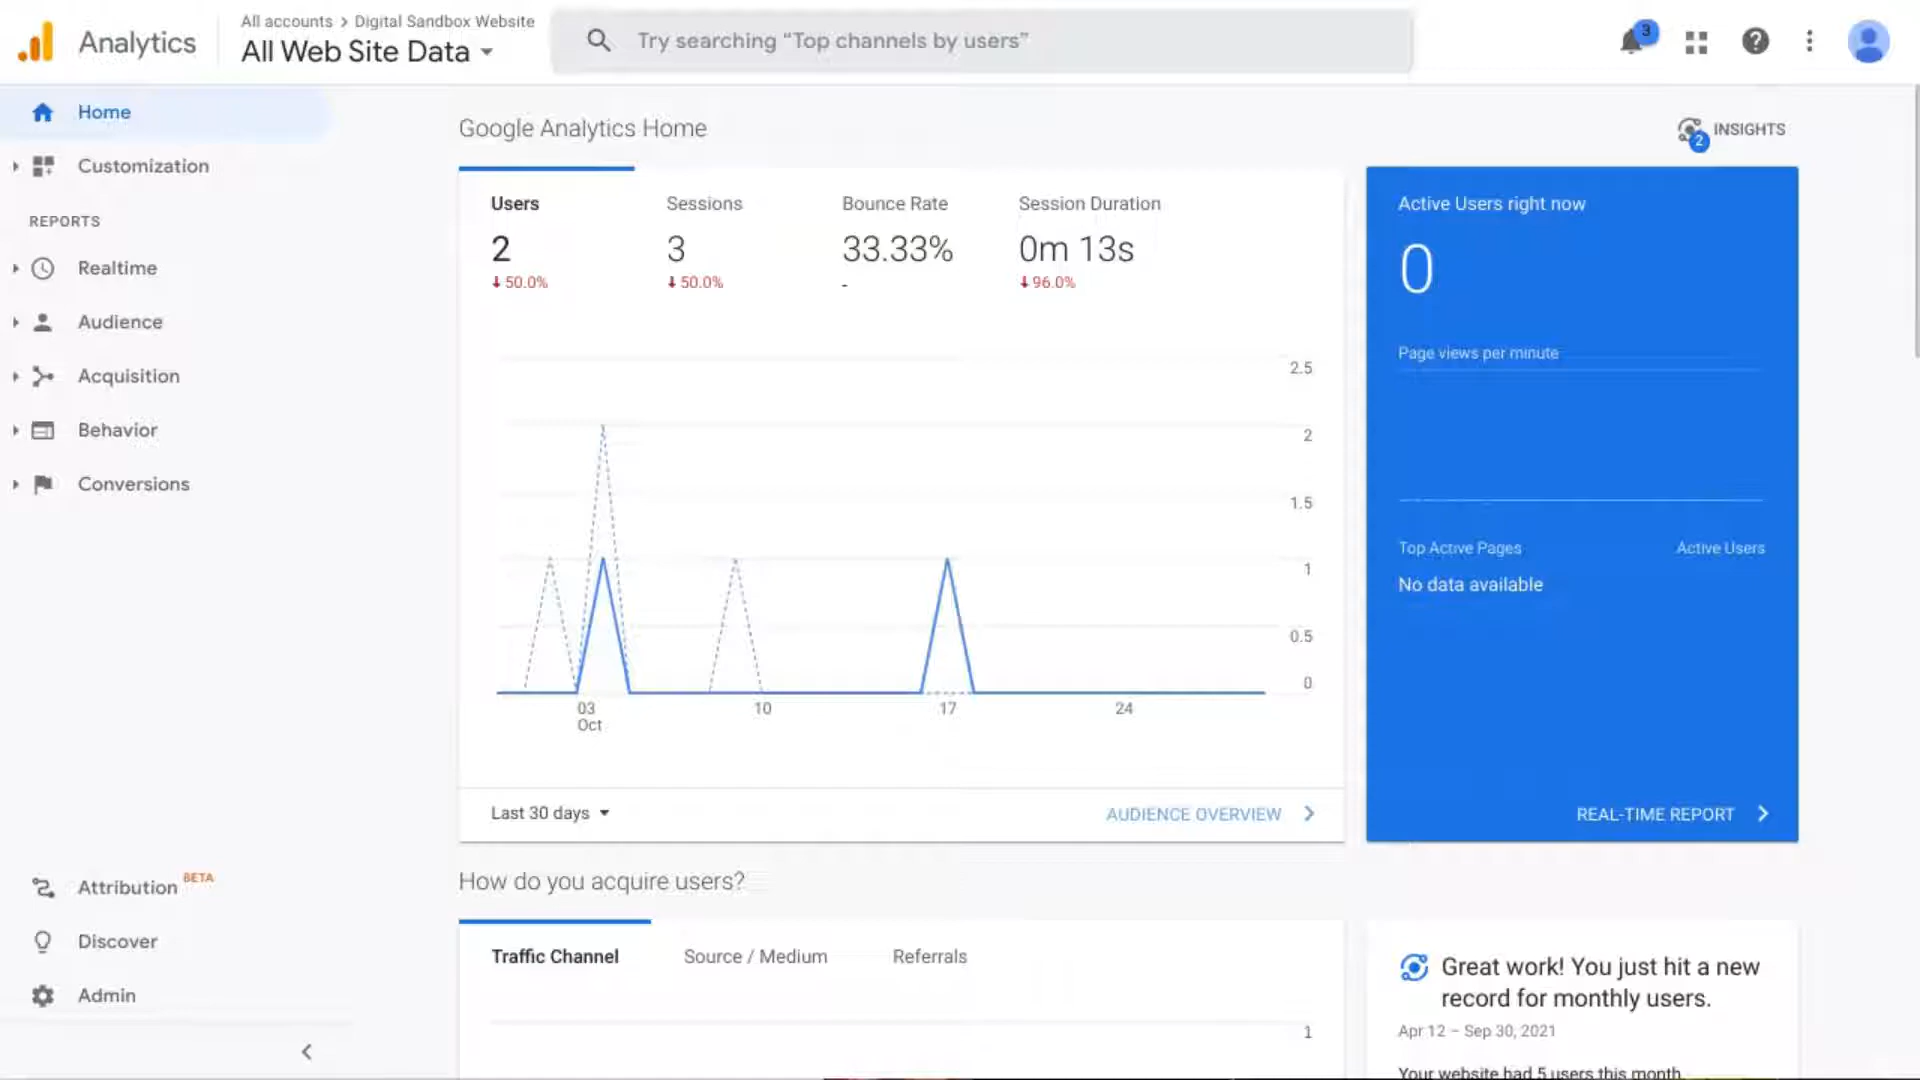 Analytics
All accounts > Digital Sandbox Website
All Web Site Data
Try searching “Top channels by users”
3
Home
Customization
REPORTS
Realtime
Audience
Acquisition
Behavior
Conversions
Attribution BETA
Discover
Admin
Google Analytics Home
INSIGHTS
2
Users
2
50.0%
Sessions
3
50.0%
Bounce Rate
33.33%
-
Session Duration
0m 13s
96.0%
2.5
2
1.5
1
0.5
0
03
Oct
10
17
24
Last 30 days
AUDIENCE OVERVIEW
Active Users right now
0
Page views per minute
Top Active Pages Active Users
No data available
REAL-TIME REPORT
How do you acquire users?
Traffic Channel Source / Medium Referrals
1
Great work! You just hit a new
record for monthly users.
Apr 12 – Sep 30, 2021
Your website had 5 users this month.